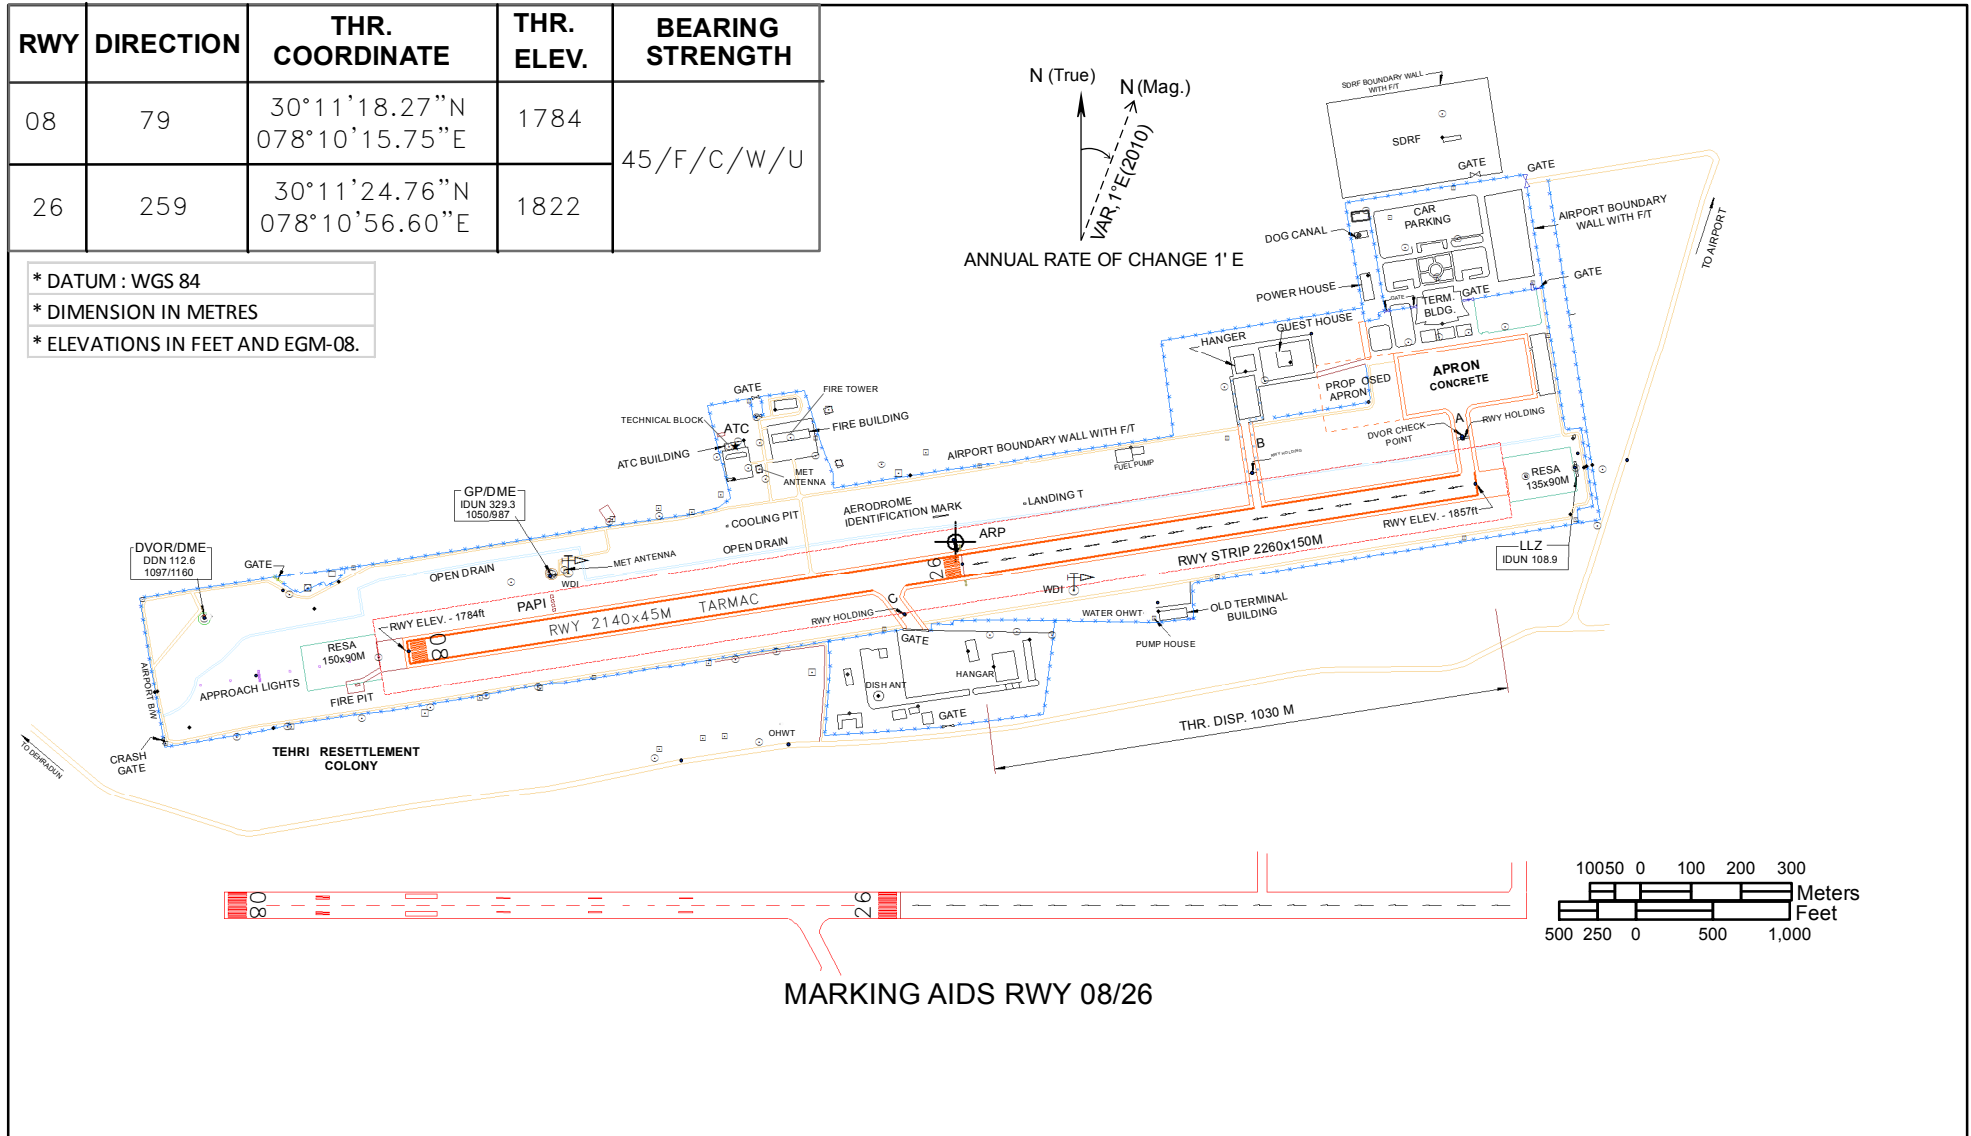 RWY DIRECTION THR. COORDINATE THR. ELEV. BEARING STRENGTH
08 79 30°11'18.27"N 078°10'15.75"E 1784 45/F/C/W/U
26 259 30°11'24.76"N 078°10'56.60"E 1822
* DATUM : WGS 84
* DIMENSION IN METRES
* ELEVATIONS IN FEET AND EGM-08.
N (True)
N (Mag.)
VAR, 1°E(2010)
ANNUAL RATE OF CHANGE 1' E
SDRF BOUNDARY WALL
WITH F/T
SDRF
GATE
GATE
CAR
PARKING
AIRPORT BOUNDARY
WALL WITH F/T
TO AIRPORT
DOG CANAL
POWER HOUSE
GATE
GATE
GATE
TERM.
BLDG.
GUEST HOUSE
HANGER
PROP OSED
APRON
APRON
CONCRETE
A
RWY HOLDING
DVOR CHECK
POINT
B
RWY HOLDING
RESA
135x90M
GATE
FIRE TOWER
TECHNICAL BLOCK
ATC
FIRE BUILDING
ATC BUILDING
MET
ANTENNA
AIRPORT BOUNDARY WALL WITH F/T
FUEL PUMP
GP/DME
IDUN 329.3
1050/987
COOLING PIT
AERODROME
IDENTIFICATION MARK
LANDING T
RWY ELEV. - 1857ft
ARP
RWY STRIP 2260x150M
LLZ
IDUN 108.9
DVOR/DME
DDN 112.6
1097/1160
GATE
OPEN DRAIN
OPEN DRAIN
MET ANTENNA
WDI
PAPI
RWY ELEV. - 1784ft
RWY 2140x45M TARMAC
26
C
RWY HOLDING
GATE
WDI
WATER OHWT
OLD TERMINAL
BUILDING
PUMP HOUSE
08
RESA
150x90M
AIRPORT B/W
APPROACH LIGHTS
FIRE PIT
DISH ANT
HANGAR
GATE
THR. DISP. 1030 M
OHWT
CRASH
GATE
TEHRI RESETTLEMENT
COLONY
TO DEHRADUN
08
26
10050 0 100 200 300
Meters
Feet
500 250 0 500 1,000
MARKING AIDS RWY 08/26